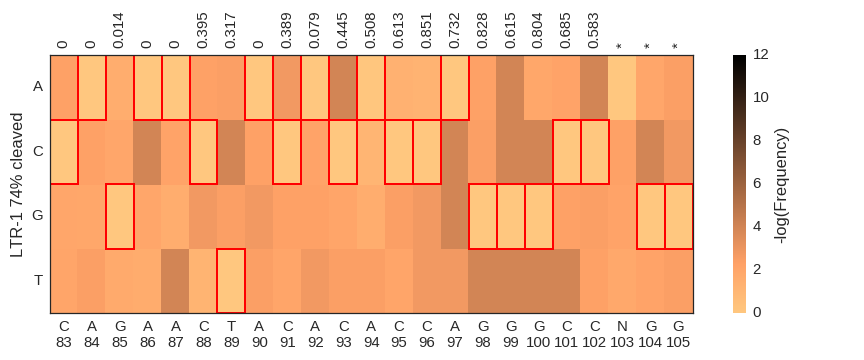 0 0 0.014 0 0 0.395 0.317 0 0.389 0.079 0.445 0.508 0.613 0.851 0.732 0.828 0.615 0.804 0.685 0.583 * * *
A
C
G
T
LTR-1 74% cleaved
C A G A A C T A C A C A C C A G G G C C N G G
83 84 85 86 87 88 89 90 91 92 93 94 95 96 97 98 99 100 101 102 103 104 105
12
10
8
6
4
2
0
-log(Frequency)